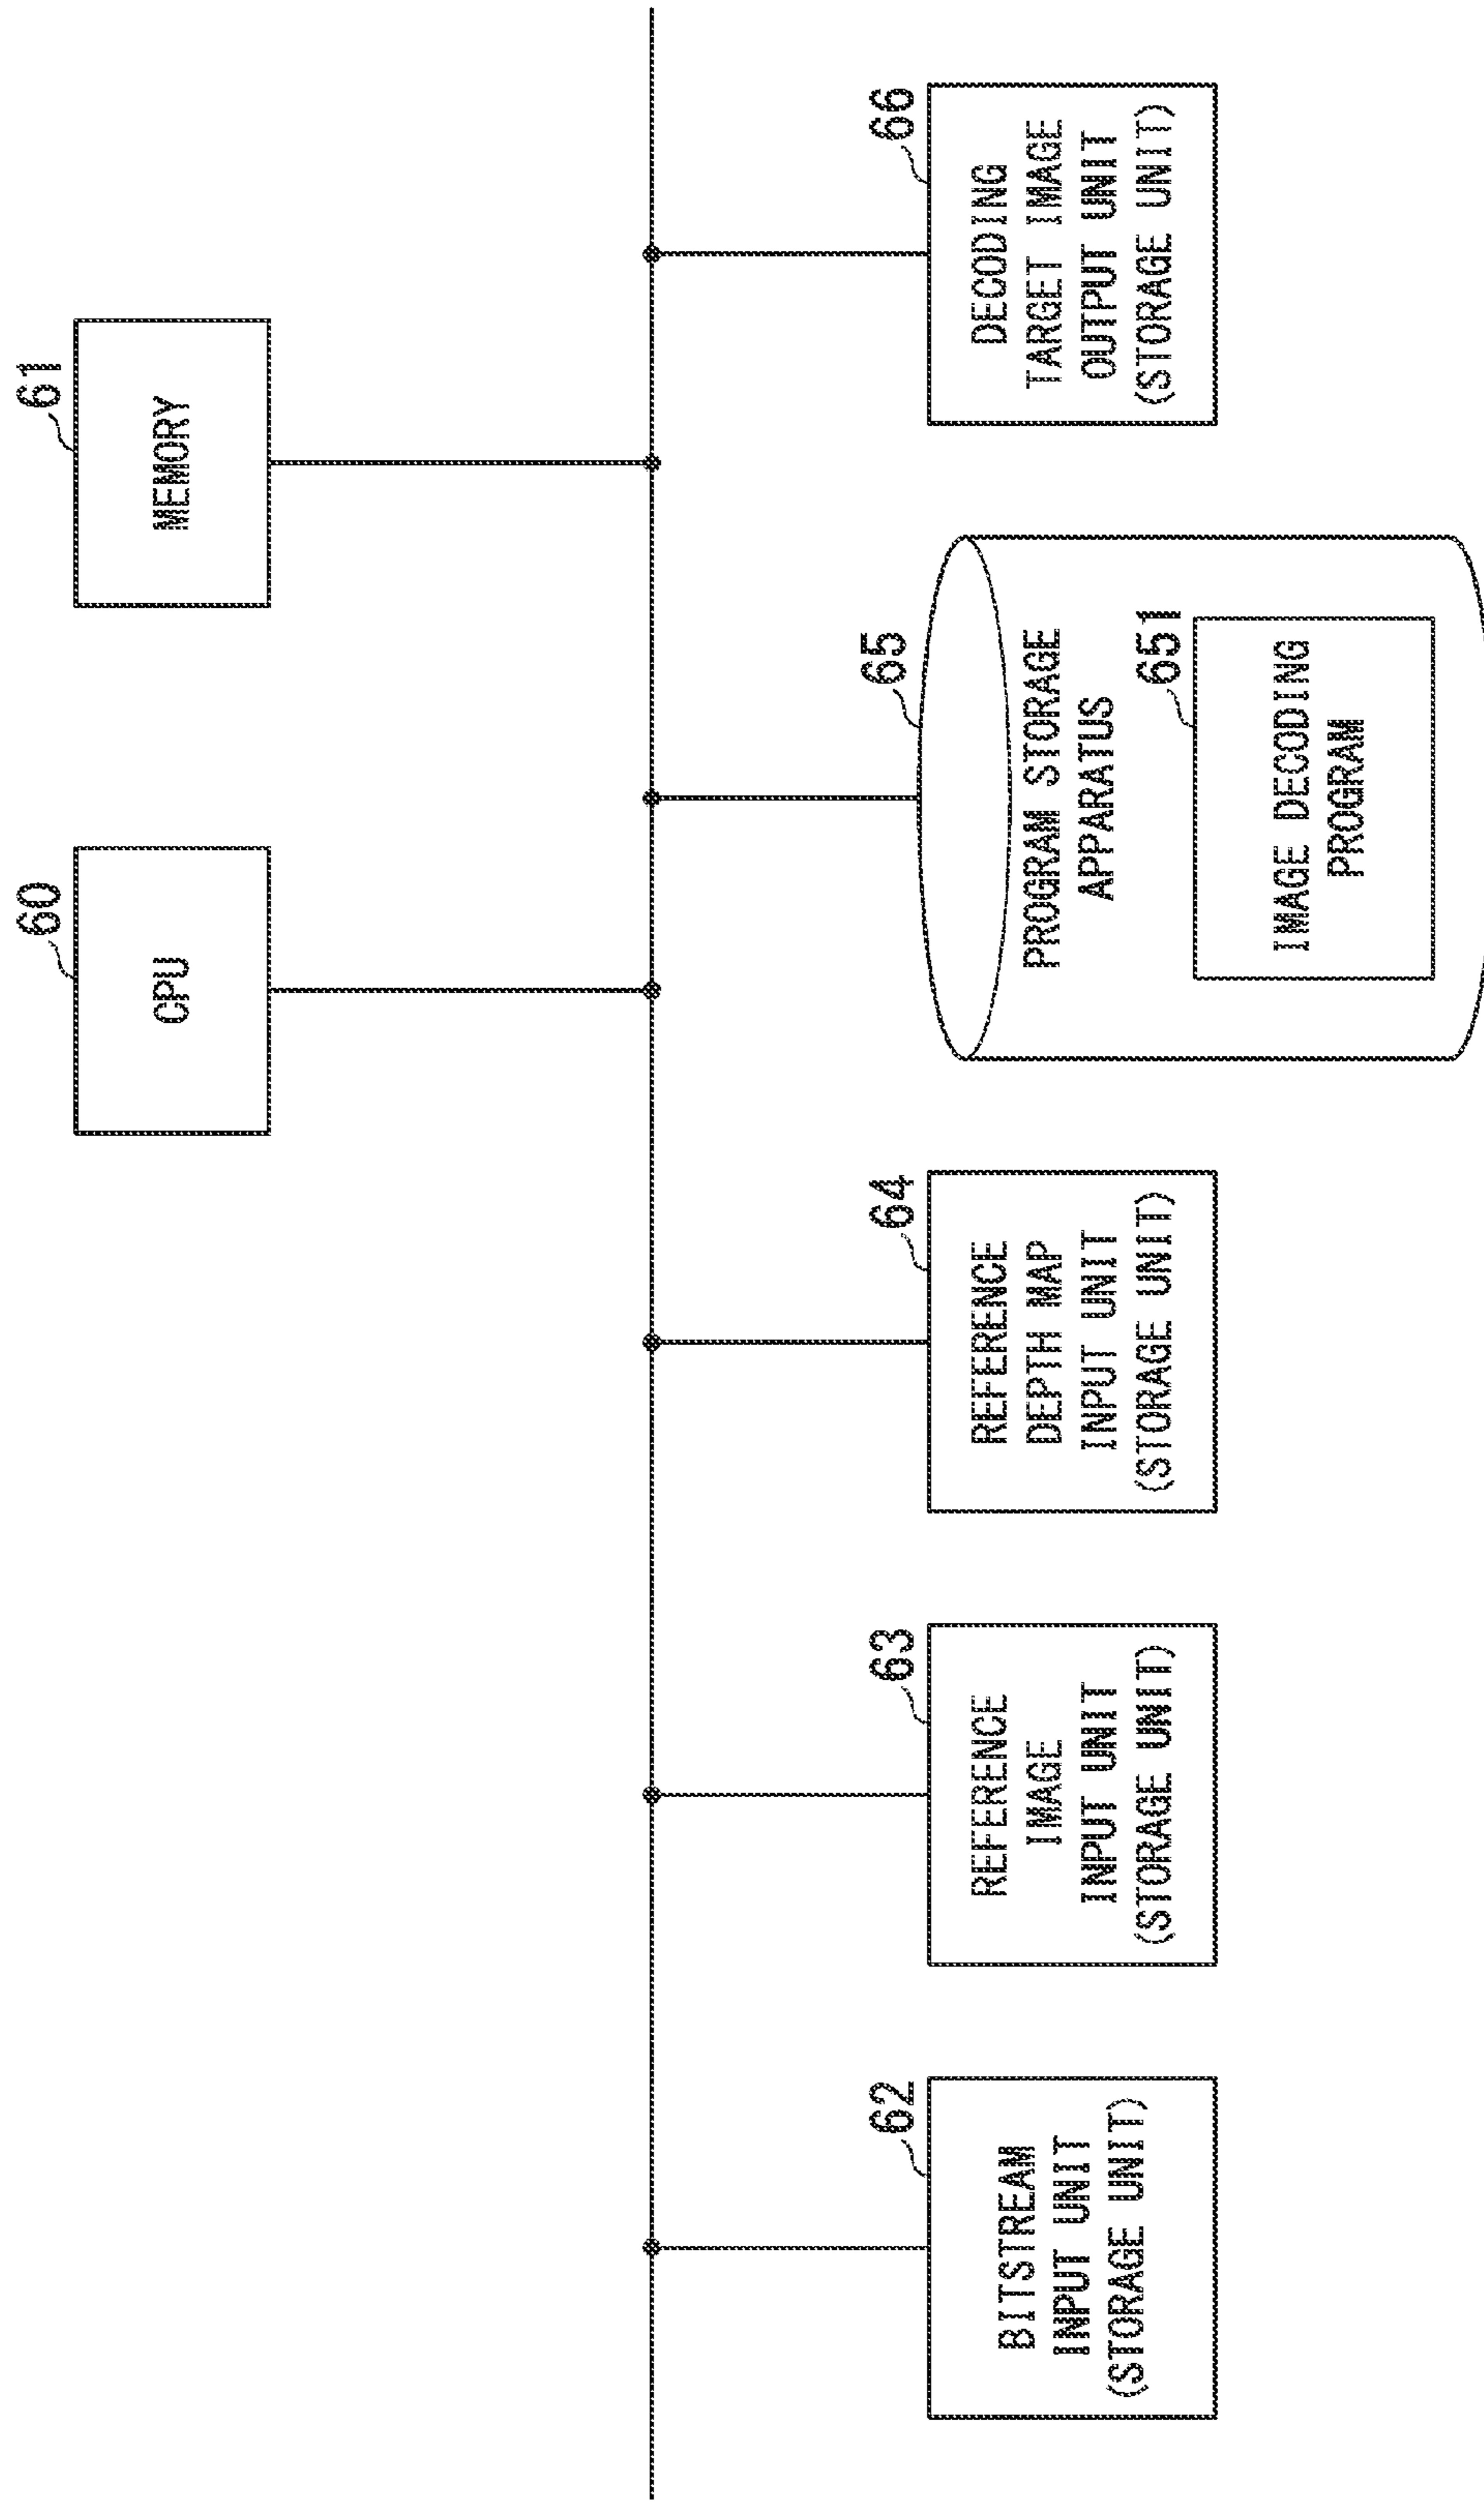 60
CPU
61
MEMORY
62
BITSTREAM
INPUT UNIT
(STORAGE UNIT)
63
REFERENCE
IMAGE
INPUT UNIT
(STORAGE UNIT)
64
REFERENCE
DEPTH MAP
INPUT UNIT
(STORAGE UNIT)
65
PROGRAM STORAGE
APPARATUS
651
IMAGE DECODING
PROGRAM
66
DECODING
TARGET IMAGE
OUTPUT UNIT
(STORAGE UNIT)